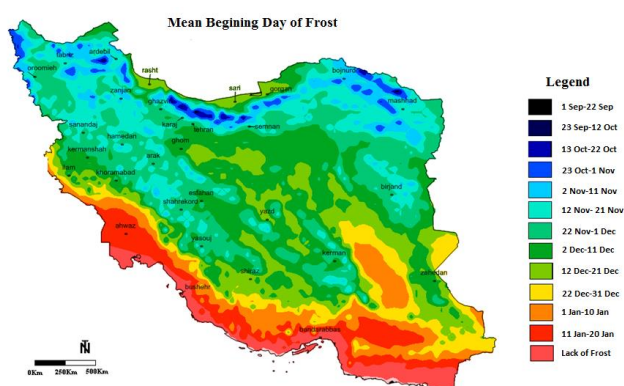 Mean Begining Day of Frost
tabriz
ardebil
oroomieh
rasht
zanjan
ghazvin
sari
gorgan
bojnurd
mashhad
sanandaj
hamedan
karaj
tehran
semnan
ghom
kermanshah
arak
ilam
khoramabad
birjand
esfahan
shahrekord
yazd
ahwaz
yasouj
kerman
shiraz
zahedan
bushehr
bandarabbas
Legend
1 Sep-22 Sep
23 Sep-12 Oct
13 Oct-22 Oct
23 Oct-1 Nov
2 Nov-11 Nov
12 Nov- 21 Nov
22 Nov-1 Dec
2 Dec-11 Dec
12 Dec-21 Dec
22 Dec-31 Dec
1 Jan-10 Jan
11 Jan-20 Jan
Lack of Frost
N
0Km 250Km 500Km